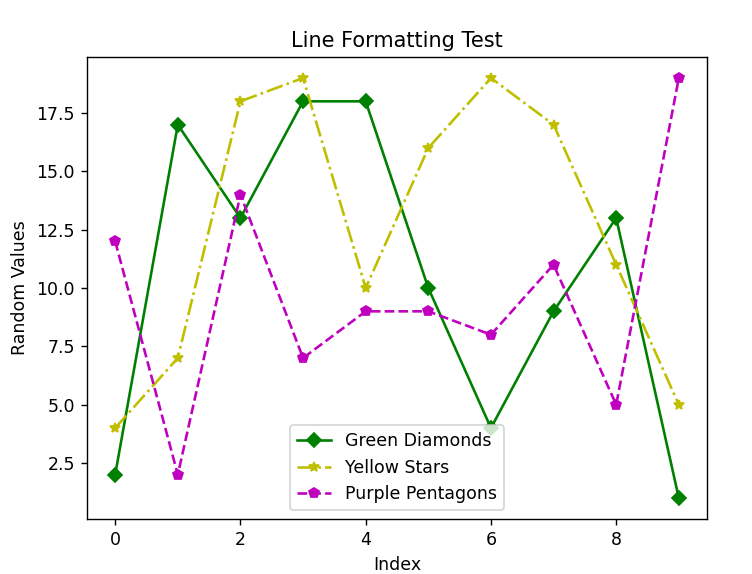 Line Formatting Test
Random Values
17.5
15.0
12.5
10.0
7.5
5.0
2.5
Green Diamonds
Yellow Stars
Purple Pentagons
0 2 4 6 8
Index